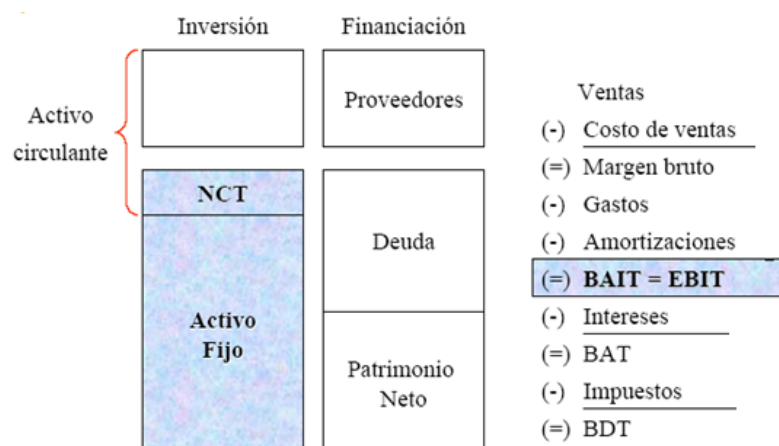 Inversión
Financiación
Activo
circulante
Proveedores
NCT
Activo
Fijo
Deuda
Patrimonio
Neto
Ventas
(-) Costo de ventas
(=) Margen bruto
(-) Gastos
(-) Amortizaciones
(=) BAIT = EBIT
(-) Intereses
(=) BAT
(-) Impuestos
(=) BDT